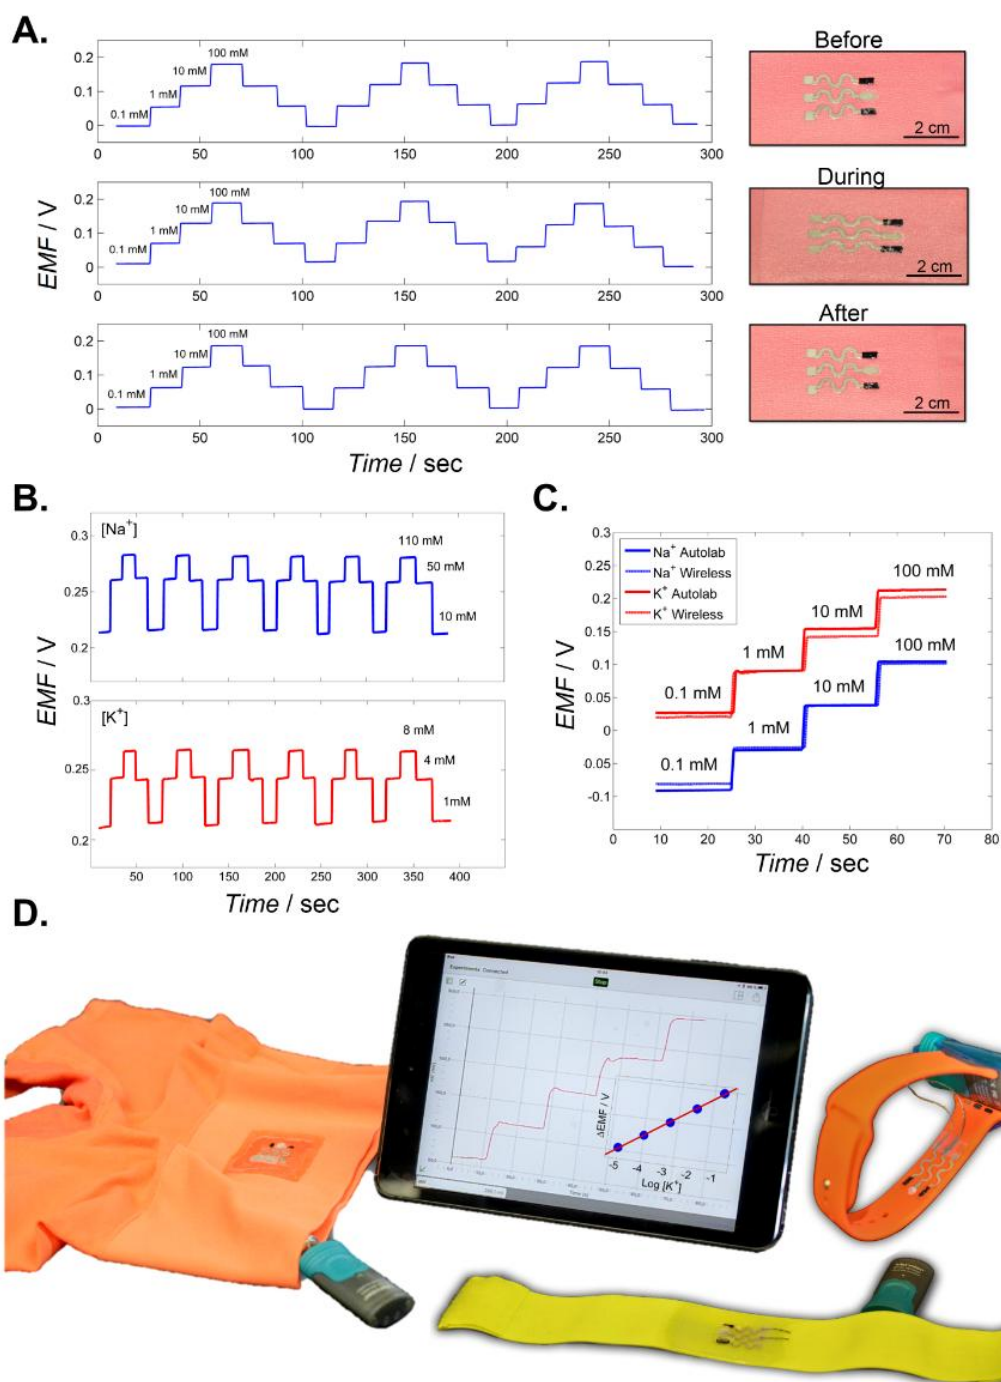 A.
0.2
0.1
0
0.1 mM
1 mM
10 mM
100 mM
0
50
100
150
200
250
300
Before
2 cm
EMF / V
0.2
0.1
0
0.1 mM
1 mM
10 mM
100 mM
0
50
100
150
200
250
300
During
2 cm
0.2
0.1
0
0.1 mM
1 mM
10 mM
100 mM
0
50
100
150
200
250
300
Time / sec
After
2 cm
B.
[Na⁺]
0.3
0.25
0.2
110 mM
50 mM
10 mM
EMF / V
[K⁺]
0.3
0.25
0.2
8 mM
4 mM
1mM
50
100
150
200
250
300
350
400
Time / sec
C.
0.3
0.25
0.2
0.15
0.1
0.05
0
-0.05
-0.1
EMF / V
Na⁺ Autolab
Na⁺ Wireless
K⁺ Autolab
K⁺ Wireless
0.1 mM
1 mM
10 mM
100 mM
0.1 mM
1 mM
10 mM
100 mM
0
10
20
30
40
50
60
70
80
Time / sec
D.
Experiments Connected
Stop
ΔEMF / V
-5 -4 -3 -2 -1
Log [K⁺]